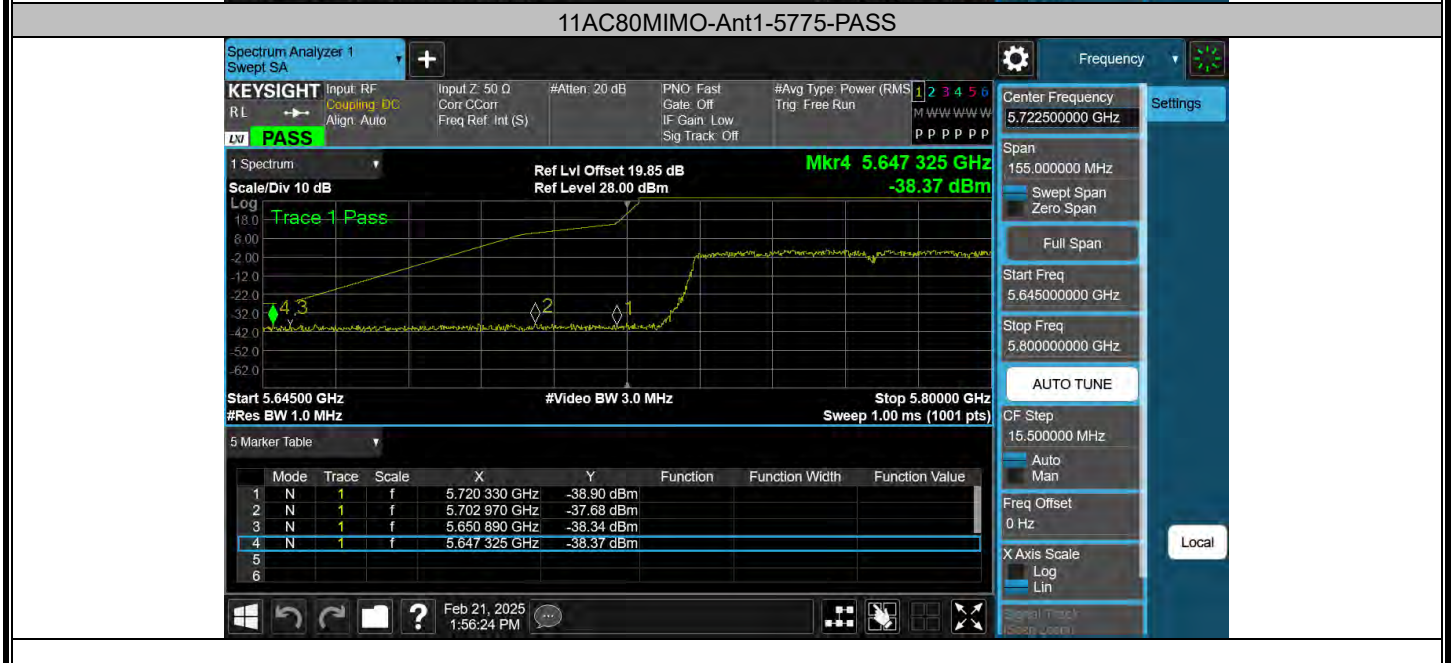 11AC80MIMO-Ant1-5775-PASS
Spectrum Analyzer 1
Swept SA
+
Frequency
KEYSIGHT
RL
LXI
PASS
Input: RF
Coupling: DC
Align: Auto
Input Z: 50 Ω
Corr CCorr
Freq Ref: Int (S)
#Atten: 20 dB
PNO: Fast
Gate: Off
IF Gain: Low
Sig Track: Off
#Avg Type: Power (RMS
Trig: Free Run
1 2 3 4 5 6
M W W W W W
P P P P P P
1 Spectrum
Scale/Div 10 dB
Ref Lvl Offset 19.85 dB
Ref Level 28.00 dBm
Mkr4 5.647 325 GHz
-38.37 dBm
Log
Trace 1 Pass
18.0
8.00
-2.00
-12.0
-22.0
-32.0
-42.0
-52.0
-62.0
4
3
2
1
Start 5.64500 GHz
#Res BW 1.0 MHz
#Video BW 3.0 MHz
Stop 5.80000 GHz
Sweep 1.00 ms (1001 pts)
5 Marker Table
Mode Trace Scale X Y Function Function Width Function Value
1 N 1 f 5.720 330 GHz -38.90 dBm
2 N 1 f 5.702 970 GHz -37.68 dBm
3 N 1 f 5.650 890 GHz -38.34 dBm
4 N 1 f 5.647 325 GHz -38.37 dBm
5
6
?
Feb 21, 2025
1:56:24 PM
Center Frequency
5.722500000 GHz
Settings
Span
155.000000 MHz
Swept Span
Zero Span
Full Span
Start Freq
5.645000000 GHz
Stop Freq
5.800000000 GHz
AUTO TUNE
CF Step
15.500000 MHz
Auto
Man
Freq Offset
0 Hz
X Axis Scale
Log
Lin
Local
Signal Track
(Span Zoom)